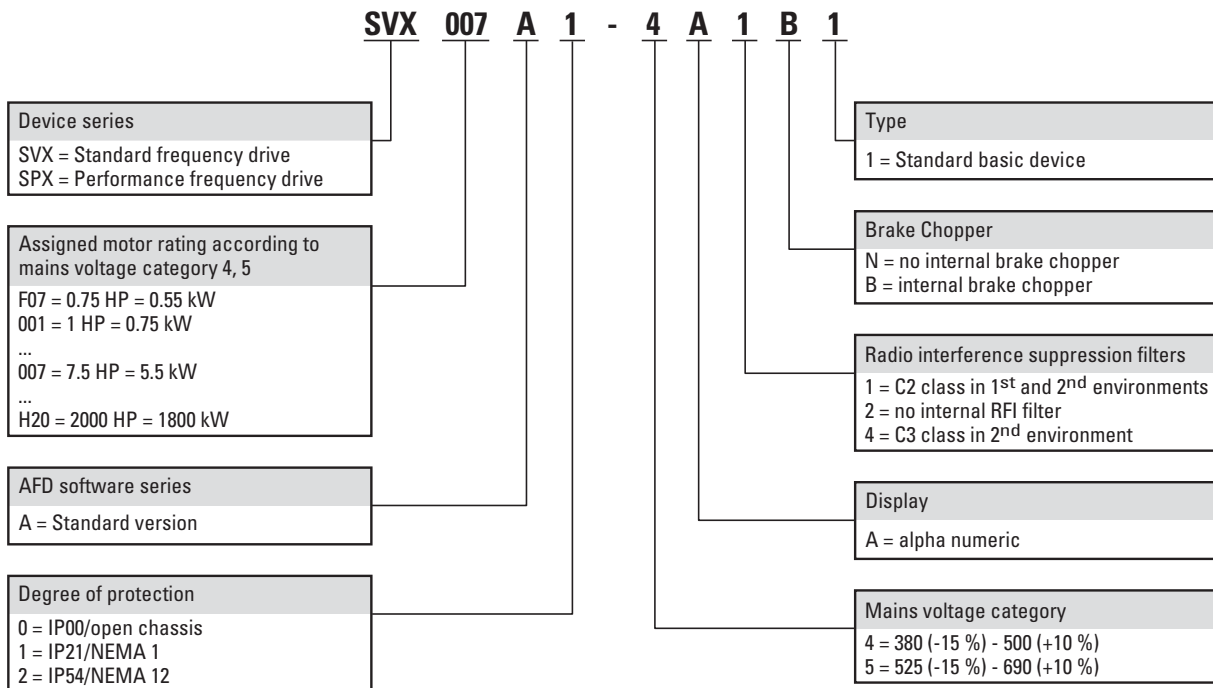 SVX 007 A 1 - 4 A 1 B 1
Device series
SVX = Standard frequency drive
SPX = Performance frequency drive
Assigned motor rating according to
mains voltage category 4, 5
F07 = 0.75 HP = 0.55 kW
001 = 1 HP = 0.75 kW
...
007 = 7.5 HP = 5.5 kW
...
H20 = 2000 HP = 1800 kW
AFD software series
A = Standard version
Degree of protection
0 = IP00/open chassis
1 = IP21/NEMA 1
2 = IP54/NEMA 12
Type
1 = Standard basic device
Brake Chopper
N = no internal brake chopper
B = internal brake chopper
Radio interference suppression filters
1 = C2 class in 1st and 2nd environments
2 = no internal RFI filter
4 = C3 class in 2nd environment
Display
A = alpha numeric
Mains voltage category
4 = 380 (-15 %) - 500 (+10 %)
5 = 525 (-15 %) - 690 (+10 %)